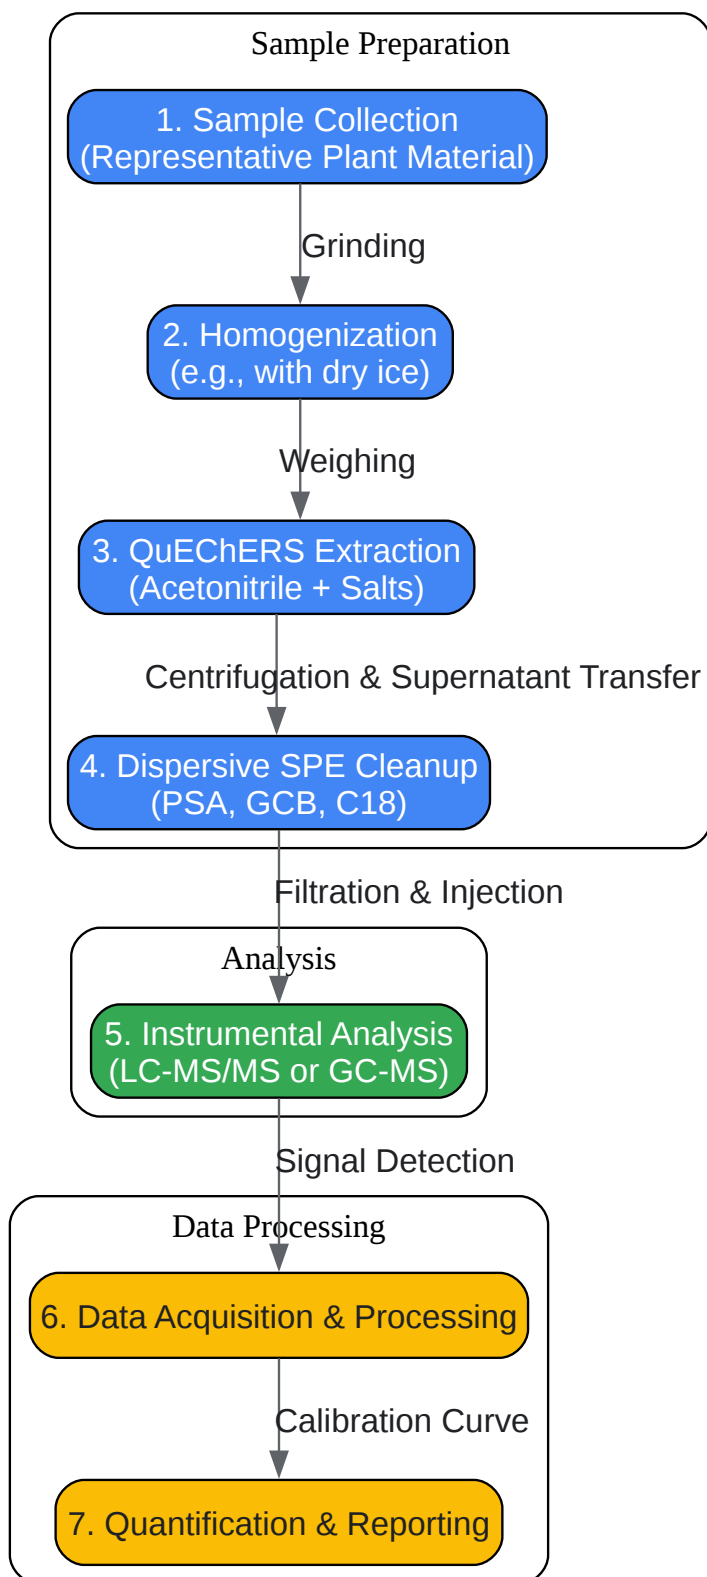 Sample Preparation
1. Sample Collection
(Representative Plant Material)
Grinding
2. Homogenization
(e.g., with dry ice)
Weighing
3. QuEChERS Extraction
(Acetonitrile + Salts)
Centrifugation & Supernatant Transfer
4. Dispersive SPE Cleanup
(PSA, GCB, C18)
Filtration & Injection
Analysis
5. Instrumental Analysis
(LC-MS/MS or GC-MS)
Signal Detection
Data Processing
6. Data Acquisition & Processing
Calibration Curve
7. Quantification & Reporting